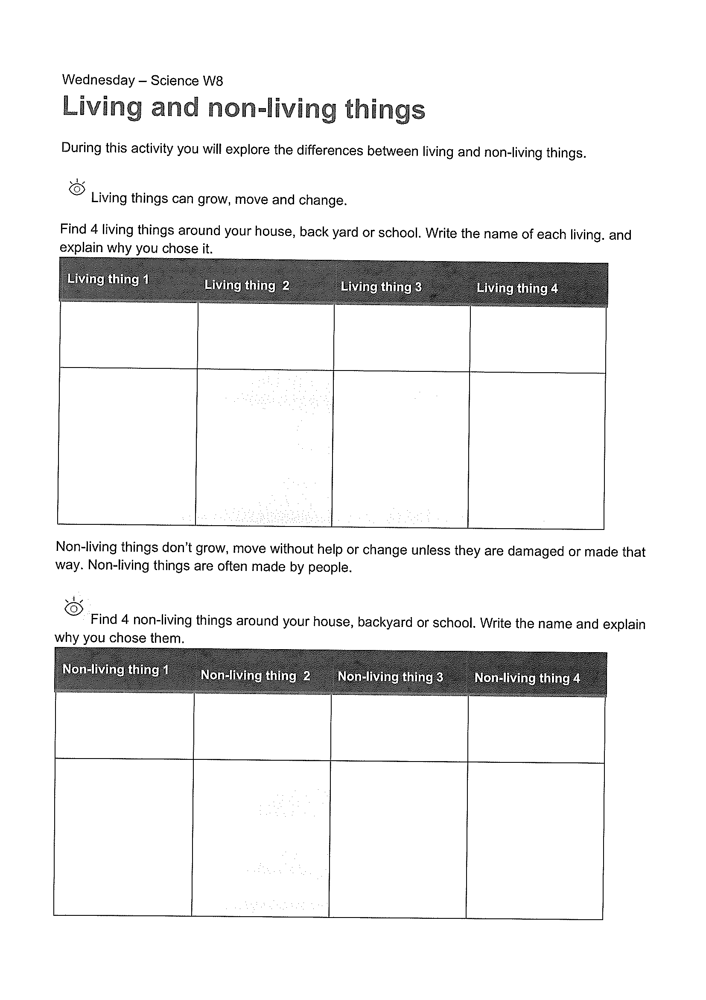 Wednesday – Science W8
Living and non-living things
During this activity you will explore the differences between living and non-living things.
Living things can grow, move and change.
Find 4 living things around your house, back yard or school. Write the name of each living. and
explain why you chose it.
Living thing 1
Living thing  2
Living thing 3
Living thing 4
Non-living things don't grow, move without help or change unless they are damaged or made that
way. Non-living things are often made by people.
Find 4 non-living things around your house, backyard or school. Write the name and explain
why you chose them.
Non-living thing 1
Non-living thing  2
Non-living thing 3
Non-living thing 4